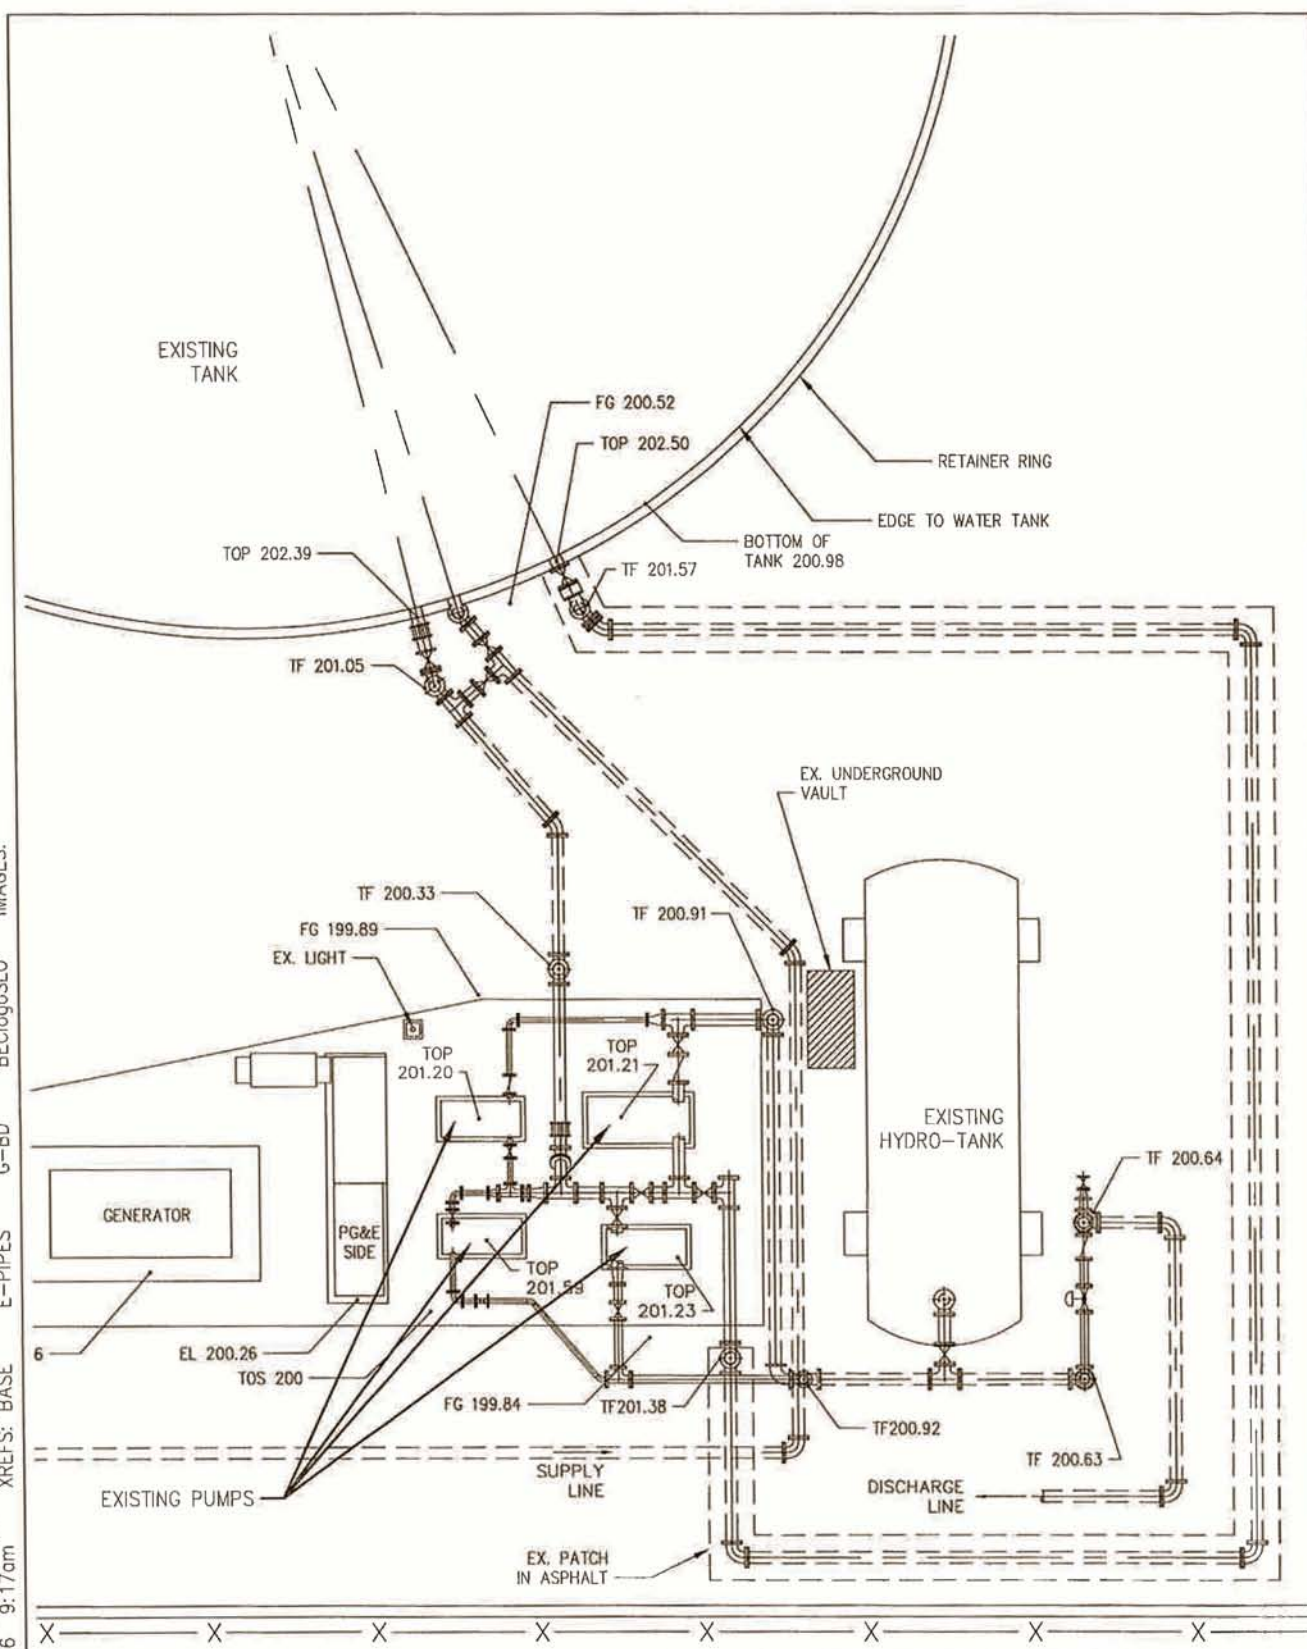 EXISTING
TANK
FG 200.52
TOP 202.50
RETAINER RING
EDGE TO WATER TANK
BOTTOM OF
TANK 200.98
TOP 202.39
TF 201.57
TF 201.05
EX. UNDERGROUND
VAULT
TF 200.33
TF 200.91
FG 199.89
EX. LIGHT
TOP
201.20
TOP
201.21
EXISTING
HYDRO-TANK
TF 200.64
GENERATOR
PG&E
SIDE
TOP
201.59
TOP
201.23
6
EL 200.26
TOS 200
FG 199.84
TF201.38
TF200.92
TF 200.63
SUPPLY
LINE
DISCHARGE
LINE
EXISTING PUMPS
EX. PATCH
IN ASPHALT
X X X X X X X X
6 9:17am XREFS: BASE E-PIPES G-BD IMAGES: